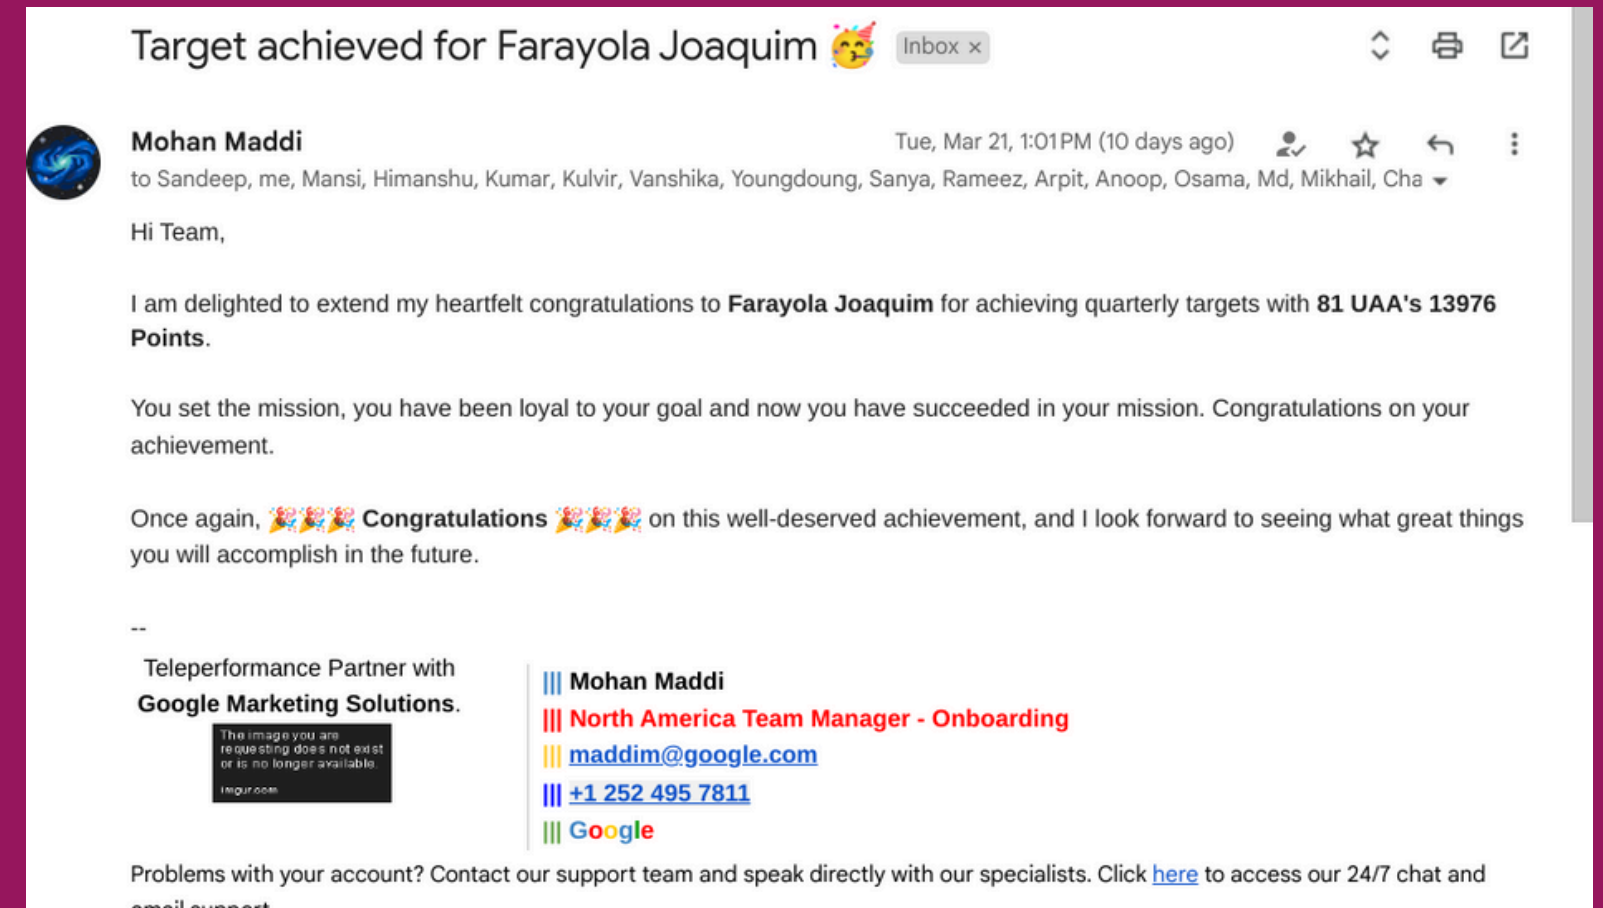 Target achieved for Farayola Joaquim 🥳 Inbox ×
Mohan Maddi
Tue, Mar 21, 1:01 PM (10 days ago)
to Sandeep, me, Mansi, Himanshu, Kumar, Kulvir, Vanshika, Youngdoung, Sanya, Rameez, Arpit, Anoop, Osama, Md, Mikhail, Cha
Hi Team,
I am delighted to extend my heartfelt congratulations to Farayola Joaquim for achieving quarterly targets with 81 UAA's 13976
Points.
You set the mission, you have been loyal to your goal and now you have succeeded in your mission. Congratulations on your
achievement.
Once again, 🎉🎉🎉 Congratulations 🎉🎉🎉 on this well-deserved achievement, and I look forward to seeing what great things
you will accomplish in the future.
--
Teleperformance Partner with
Google Marketing Solutions.
The image you are
requesting does not exist
or is no longer available.
imgur.com
||| Mohan Maddi
||| North America Team Manager - Onboarding
||| maddim@google.com
||| +1 252 495 7811
||| Google
Problems with your account? Contact our support team and speak directly with our specialists. Click here to access our 24/7 chat and
email support